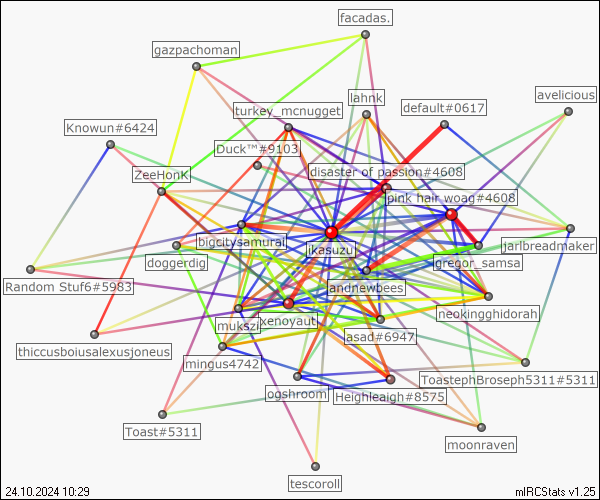 facadas.
gazpachoman
avelicious
lahnk
default#0617
turkey_mcnugget
Knowun#6424
Duck™#9103
disaster of passion#4608
ZeeHonK
pink hair woag#4608
bigcitysamurai
ikasuzu
jarlbreadmaker
doggerdig
gregor_samsa
Random Stuf6#5983
andnewbees
neokingghidorah
mukszi
xenoyaut
asad#6947
thiccusboiusalexusjoneus
mingus4742
ToastephBroseph5311#5311
ogshroom
Heighleaigh#8575
Toast#5311
moonraven
tescoroll
24.10.2024 10:29
mIRCStats v1.25